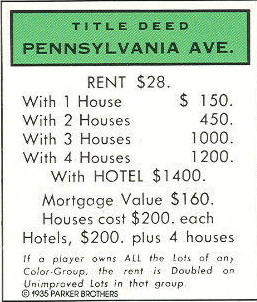 TITLE DEED
PENNSYLVANIA AVE.
RENT $28.
With 1 House $ 150.
With 2 Houses 450.
With 3 Houses 1000.
With 4 Houses 1200.
With HOTEL $1400.
Mortgage Value $160.
Houses cost $200. each
Hotels, $200. plus 4 houses
If a player owns ALL the Lots of any
Color-Group, the rent is Doubled on
Unimproved Lots in that group.
© 1935 PARKER BROTHERS